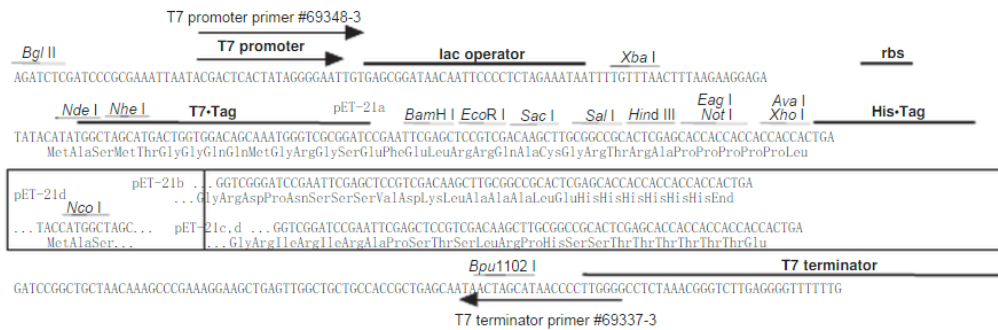 T7 promoter primer #69348-3
Bgl II T7 promoter lac operator Xba I rbs
AGATCTCGATCCCGCGAAATTAATACGACTCACTATAGGGGAATTGTGAGCGGATAACAATTCCCCTCTAGAAATAATTTTGTTTAACTTTAAGAAGGAGA
Nde I Nhe I T7•Tag pET-21a BamH I EcoR I Sac I Sal I Hind III Eag I Not I Ava I Xho I His•Tag
TATACATATGGCTAGCATGACTGGTGGACAGCAAATGGGTCGCGGATCCGAATTCGAGCTCCGTCGACAAGCTTGCGGCCGCACTCGAGCACCACCACCACCACCACTGA
MetAlaSerMetThrGlyGlyGlnGlnMetGlyArgGlySerGluPheGluLeuArgArgGlnAlaCysGlyArgThrArgAlaProProProProProLeu
pET-21b ...GGTCGGGATCCGAATTCGAGCTCCGTCGACAAGCTTGCGGCCGCACTCGAGCACCACCACCACCACCACTGA
pET-21d ...GlyArgAspProAsnSerSerSerValAspLysLeuAlaAlaAlaLeuGluHisHisHisHisHisHisEnd
Nco I
...TACCATGGCTAGC... pET-21c,d ...GGTCGGATCCGAATTCGAGCTCCGTCGACAAGCTTGCGGCCGCACTCGAGCACCACCACCACCACCACTGA
MetAlaSer... ...GlyArgIleArgIleArgAlaProSerThrSerLeuArgProHisSerSerThrThrThrThrThrThrGlu
Bpu1102 I T7 terminator
GATCCGGCTGCTAACAAAGCCCGAAAGGAAGCTGAGTTGGCTGCTGCCACCGCTGAGCAATAACTAGCATAACCCCTTGGGGCCTCTAAACGGGTCTTGAGGGGTTTTTTG
T7 terminator primer #69337-3